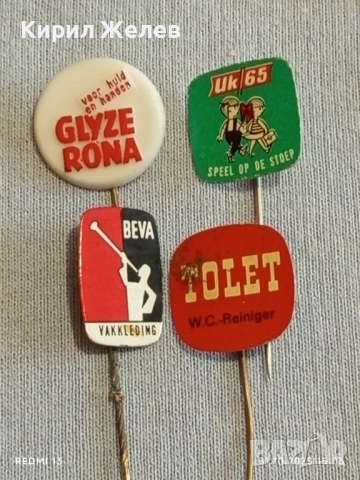 Кирил Желев
voor huid
en handen
GLYZE
RONA
Uk 65
SPEEL OP DE STOEP
BEVA
VAKKLEDING
TOLET
W.C.-Reiniger
REDMI 13
BAZAR